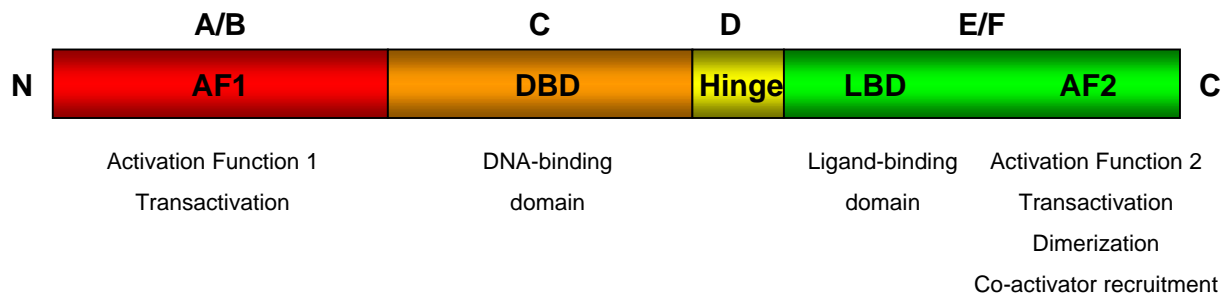 A/B C D E/F
N AF1 DBD Hinge LBD AF2 C
Activation Function 1 DNA-binding Ligand-binding Activation Function 2
Transactivation domain domain Transactivation
Dimerization
Co-activator recruitment